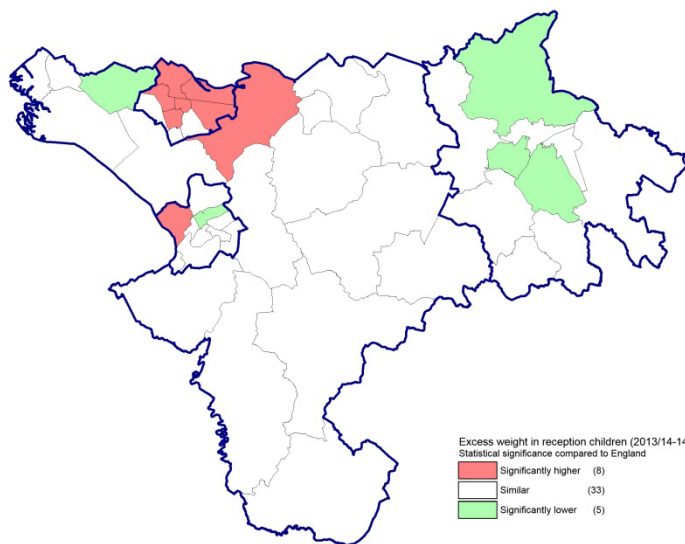 Excess weight in reception children (2013/14-14
Statistical significance compared to England
Significantly higher (8)
Similar (33)
Significantly lower (5)